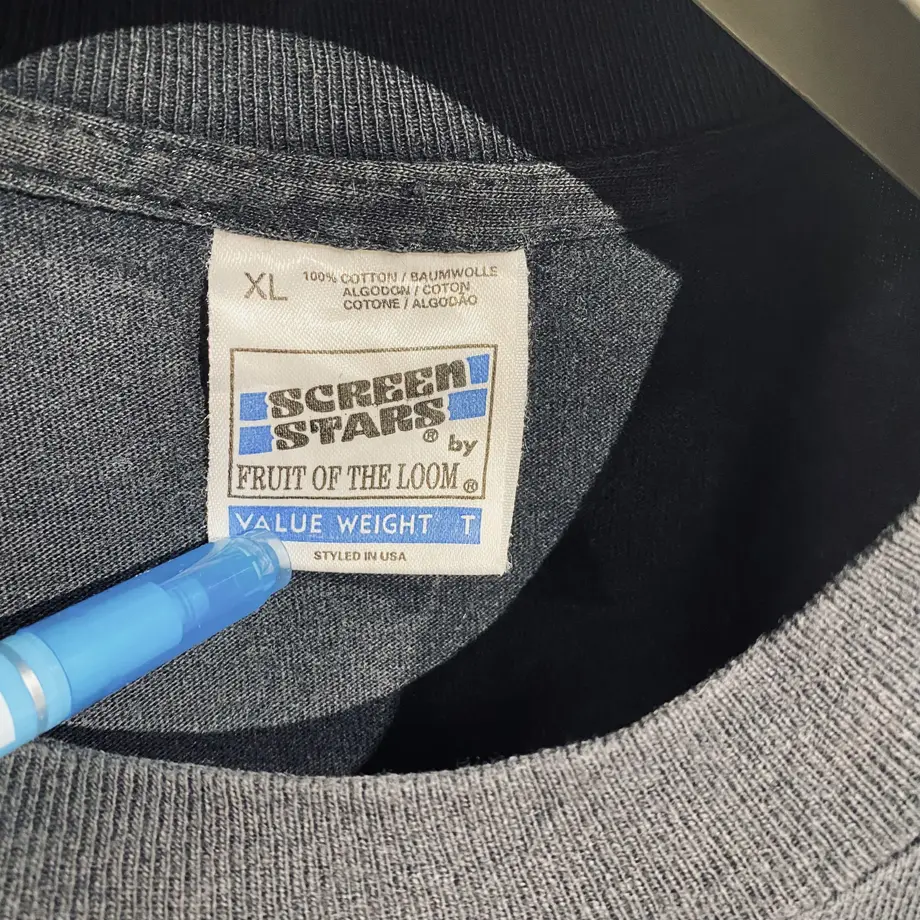 XL
100% COTTON / BAUMWOLLE
ALGODON / COTON
COTONE / ALGODÃO
SCREEN
STARS® by
FRUIT OF THE LOOM®
VALUE WEIGHT T
STYLED IN USA